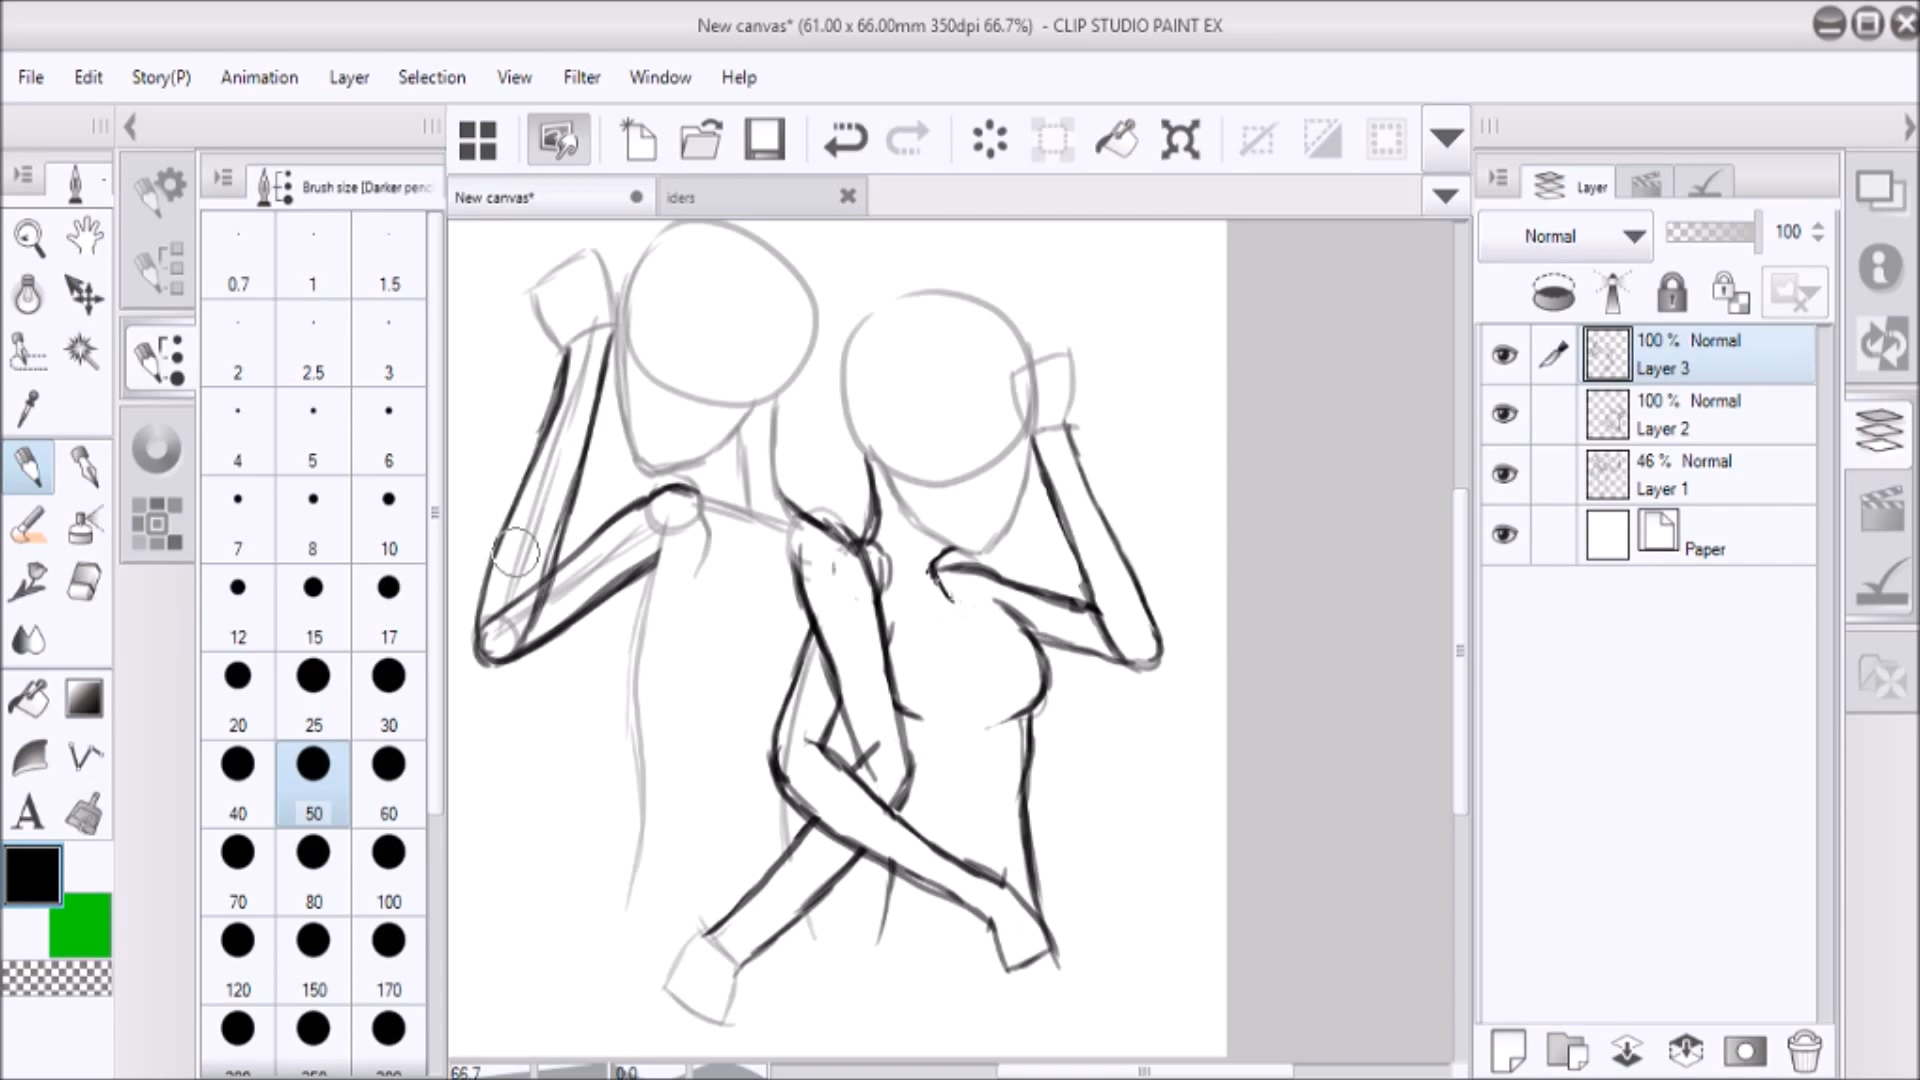 New canvas* (61.00 x 66.00mm 350dpi 66.7%)  - CLIP STUDIO PAINT EX
File Edit Story(P) Animation Layer Selection View Filter Window Help
Brush size [Darker penc
Layer
New canvas* iders
Normal 100
0.7 1 1.5
2 2.5 3
4 5 6
7 8 10
12 15 17
20 25 30
40 50 60
70 80 100
120 150 170
100 % Normal
Layer 3
100 % Normal
Layer 2
46 % Normal
Layer 1
Paper
66.7 0.0